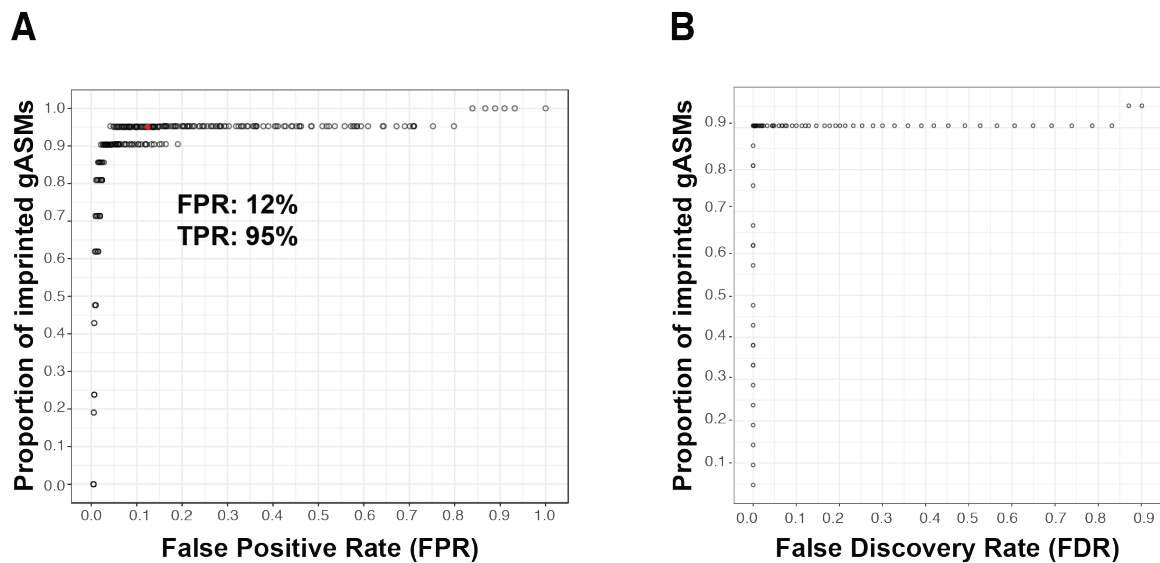 A
Proportion of imprinted gASMs
1.0
0.9
0.8
0.7
0.6
0.5
0.4
0.3
0.2
0.1
0.0
FPR: 12%
TPR: 95%
0.0 0.1 0.2 0.3 0.4 0.5 0.6 0.7 0.8 0.9 1.0
False Positive Rate (FPR)
B
Proportion of imprinted gASMs
0.9
0.8
0.7
0.6
0.5
0.4
0.3
0.2
0.1
0.0 0.1 0.2 0.3 0.4 0.5 0.6 0.7 0.8 0.9
False Discovery Rate (FDR)